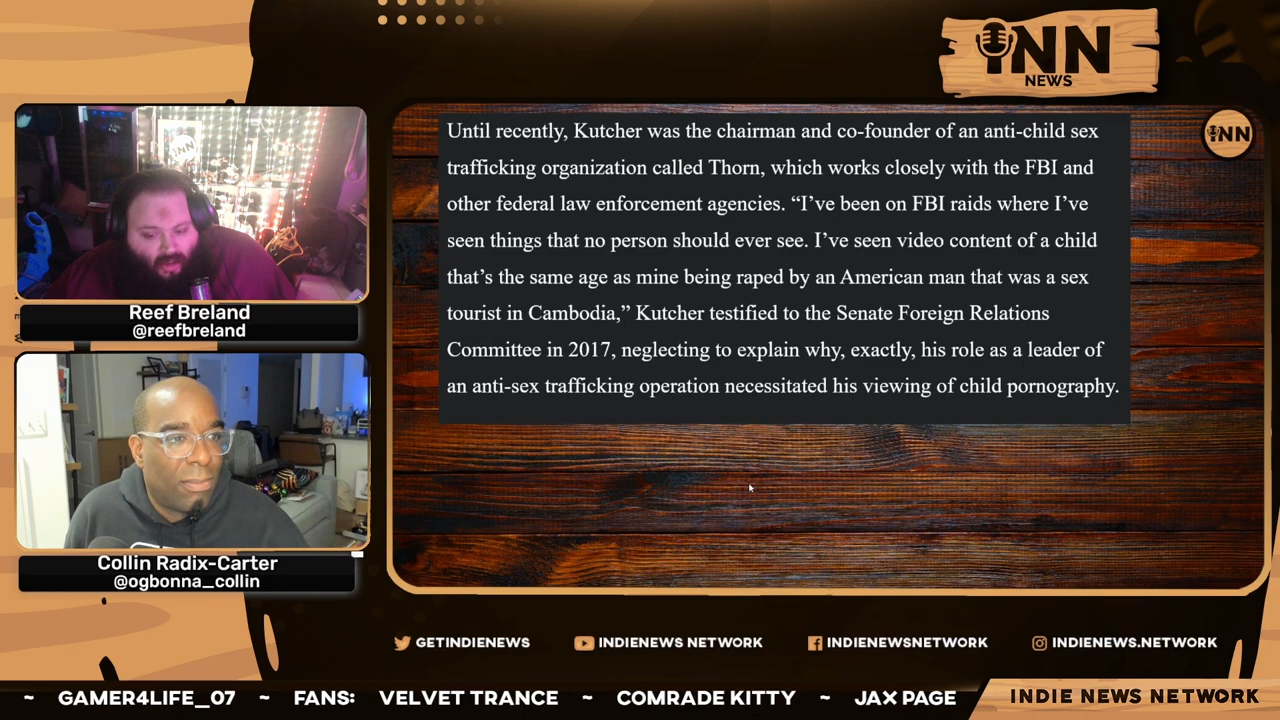 INN
NEWS
INN
Until recently, Kutcher was the chairman and co-founder of an anti-child sex
trafficking organization called Thorn, which works closely with the FBI and
other federal law enforcement agencies. “I’ve been on FBI raids where I’ve
seen things that no person should ever see. I’ve seen video content of a child
that’s the same age as mine being raped by an American man that was a sex
tourist in Cambodia,” Kutcher testified to the Senate Foreign Relations
Committee in 2017, neglecting to explain why, exactly, his role as a leader of
an anti-sex trafficking operation necessitated his viewing of child pornography.
Reef Breland
@reefbreland
Collin Radix-Carter
@ogbonna_collin
GETINDIENEWS
INDIENEWS NETWORK
INDIENEWSNETWORK
INDIENEWS.NETWORK
~ GAMER4LIFE_07 ~ FANS: VELVET TRANCE ~ COMRADE KITTY ~ JAX PAGE
INDIE NEWS NETWORK